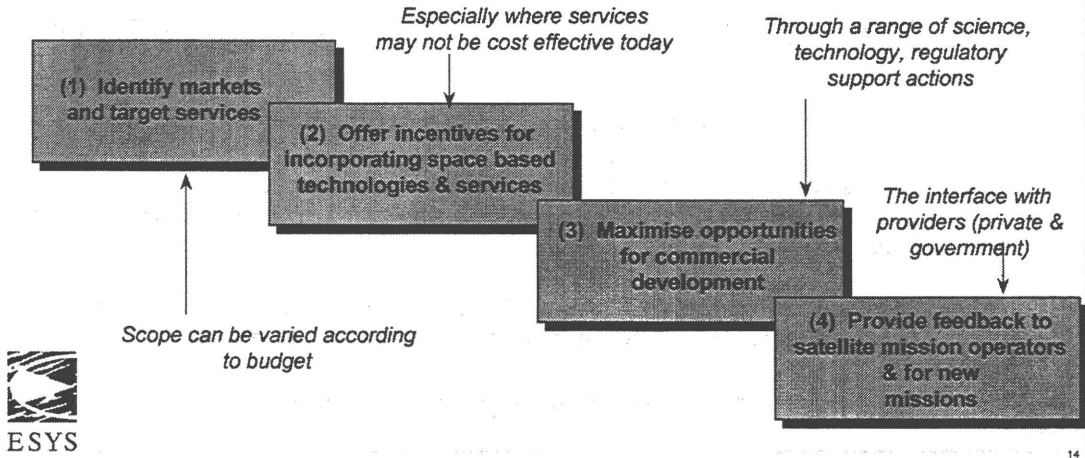 Especially where services
may not be cost effective today
Through a range of science,
technology, regulatory
support actions
(1) Identify markets
and target services
(2) Offer incentives for
incorporating space based
technologies & services
The interface with
providers (private &
government)
(3) Maximise opportunities
for commercial
development
Scope can be varied according
to budget
(4) Provide feedback to
satellite mission operators
& for new
missions
ESYS
14